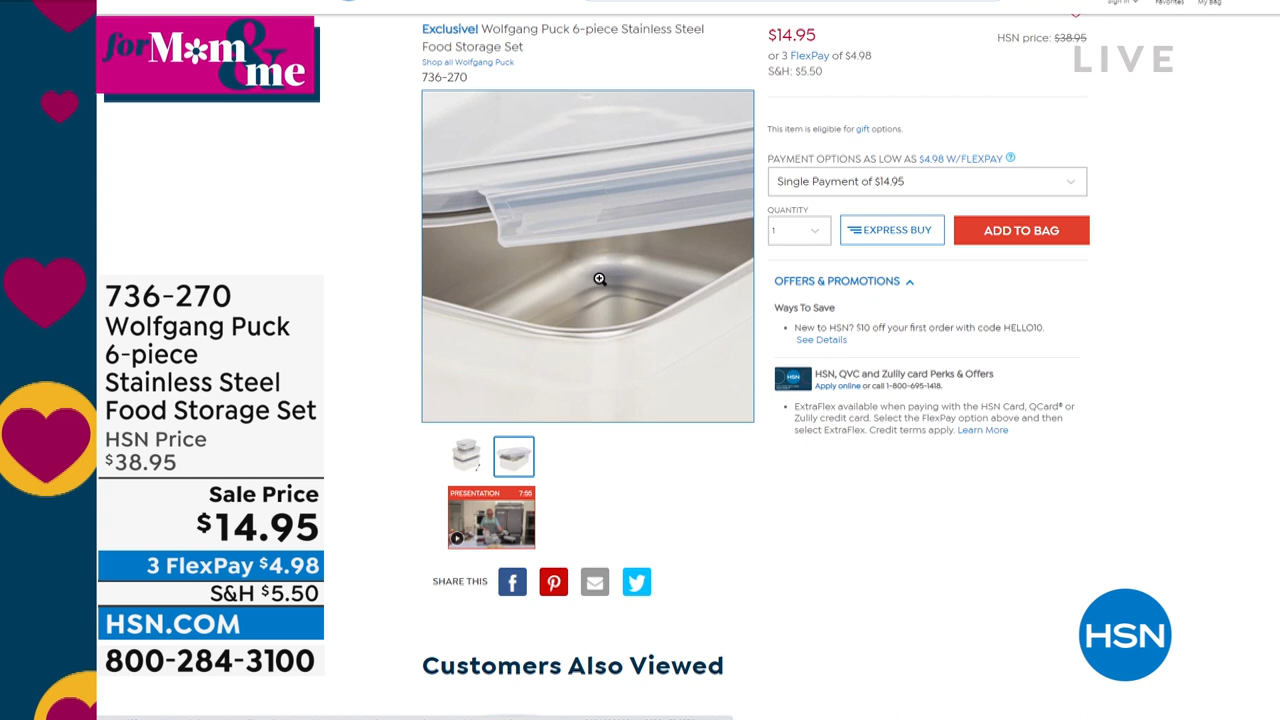 Sign in
Favorites
My Bag
for Mom & me
Exclusive! Wolfgang Puck 6-piece Stainless Steel
Food Storage Set
Shop all Wolfgang Puck
736-270
$14.95
HSN price: $38.95
or 3 FlexPay of $4.98
S&H: $5.50
LIVE
This item is eligible for gift options.
PAYMENT OPTIONS AS LOW AS $4.98 W/FLEXPAY ?
Single Payment of $14.95
QUANTITY
1
EXPRESS BUY
ADD TO BAG
OFFERS & PROMOTIONS
Ways To Save
• New to HSN? $10 off your first order with code HELLO10.
See Details
HSN
HSN, QVC and Zulily card Perks & Offers
Apply online or call 1-800-695-1418.
• ExtraFlex available when paying with the HSN Card, QCard® or
Zulily credit card. Select the FlexPay option above and then
select ExtraFlex. Credit terms apply. Learn More
736-270
Wolfgang Puck
6-piece
Stainless Steel
Food Storage Set
HSN Price
$38.95
Sale Price
$14.95
3 FlexPay $4.98
S&H $5.50
HSN.COM
800-284-3100
PRESENTATION 7:55
SHARE THIS
HSN
Customers Also Viewed